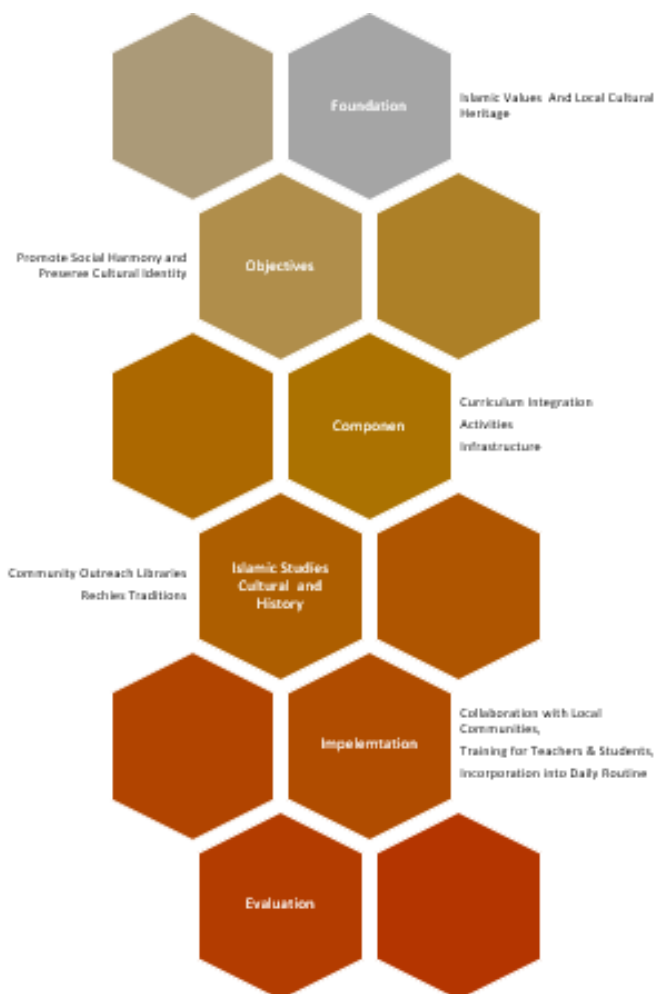 Foundation
Islamic Values And Local Cultural
Heritage
Promote Social Harmony and
Preserve Cultural Identity
Objectives
Componen
Curriculum Integration
Activities
Infrastructure
Community Outreach Libraries
Rechies Traditions
Islamic Studies
Cultural and
History
Impelemtation
Collaboration with Local
Communities,
Training for Teachers & Students,
Incorporation into Daily Routine
Evaluation